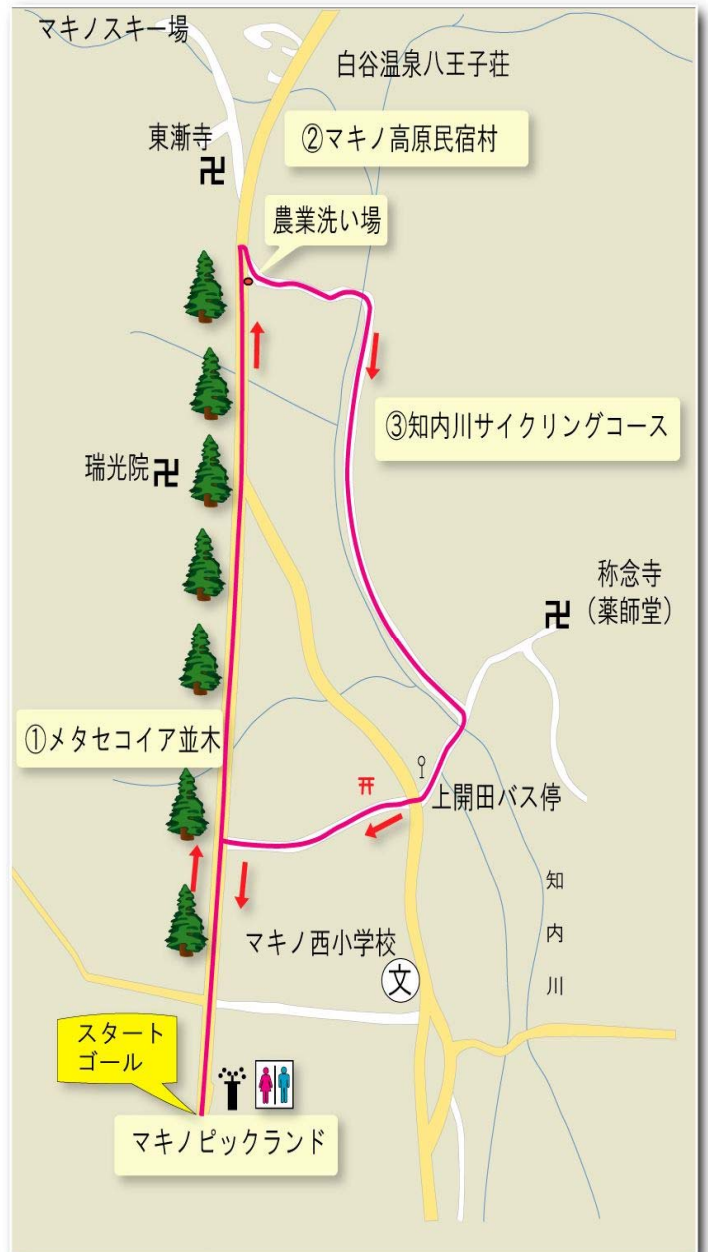 マキノスキー場
白谷温泉八王子荘
東漸寺
②マキノ高原民宿村
農業洗い場
③知内川サイクリングコース
瑞光院
称念寺
(薬師堂)
①メタセコイア並木
上開田バス停
知内川
マキノ西小学校
文
スタート
ゴール
マキノピックランド